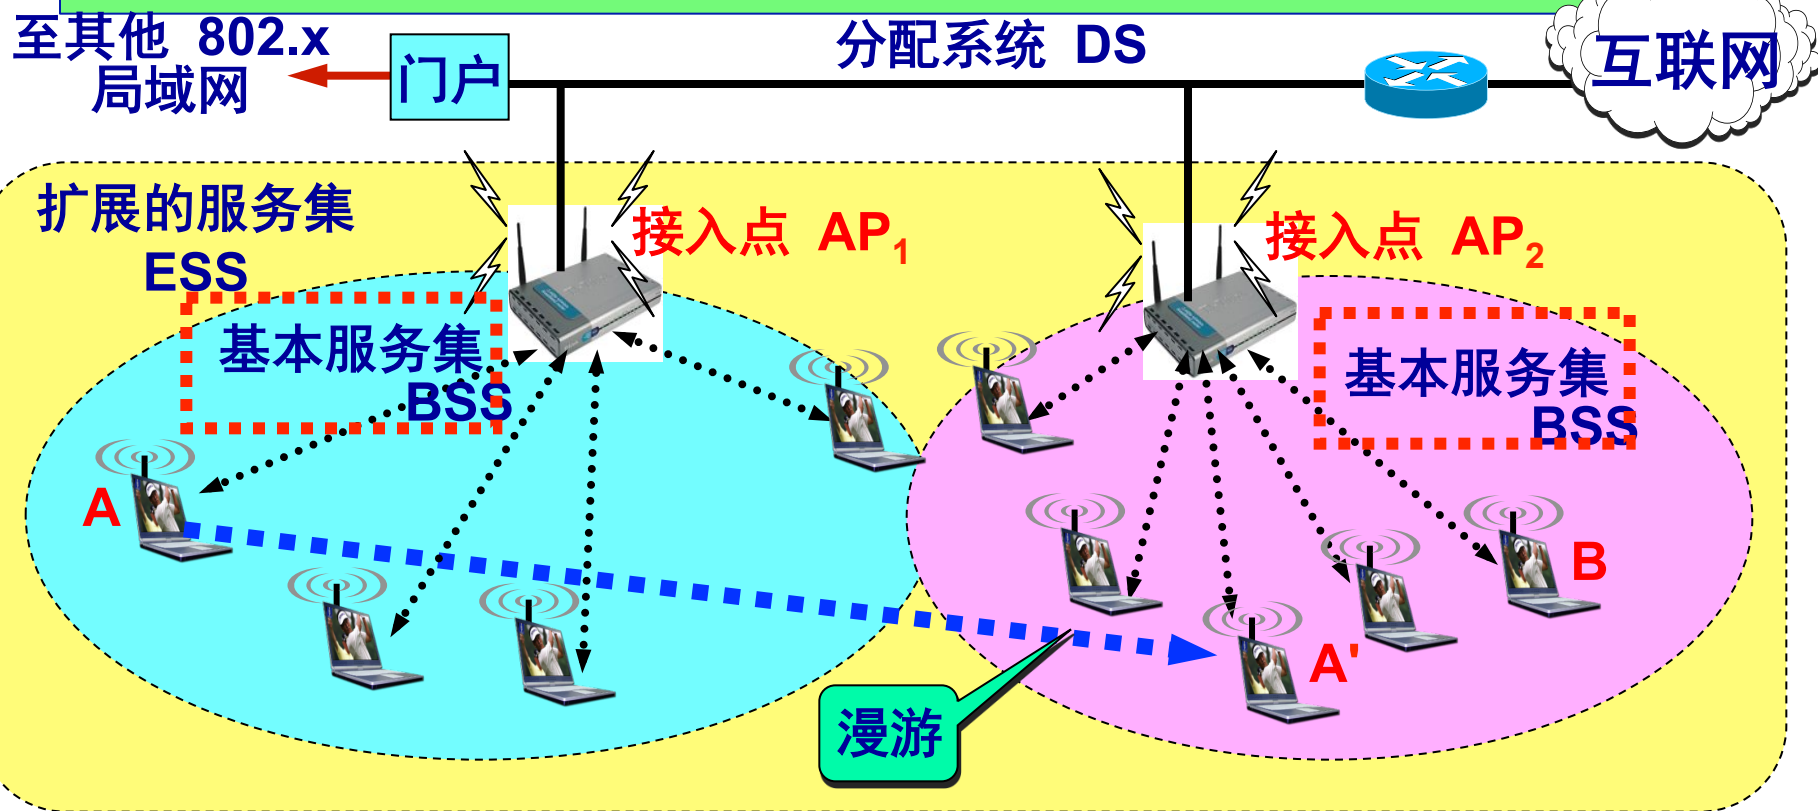 至其他 802.x
局域网
门户
分配系统 DS
互联网
扩展的服务集
ESS
接入点 AP₁
接入点 AP₂
基本服务集
BSS
基本服务集
BSS
A
B
A'
漫游